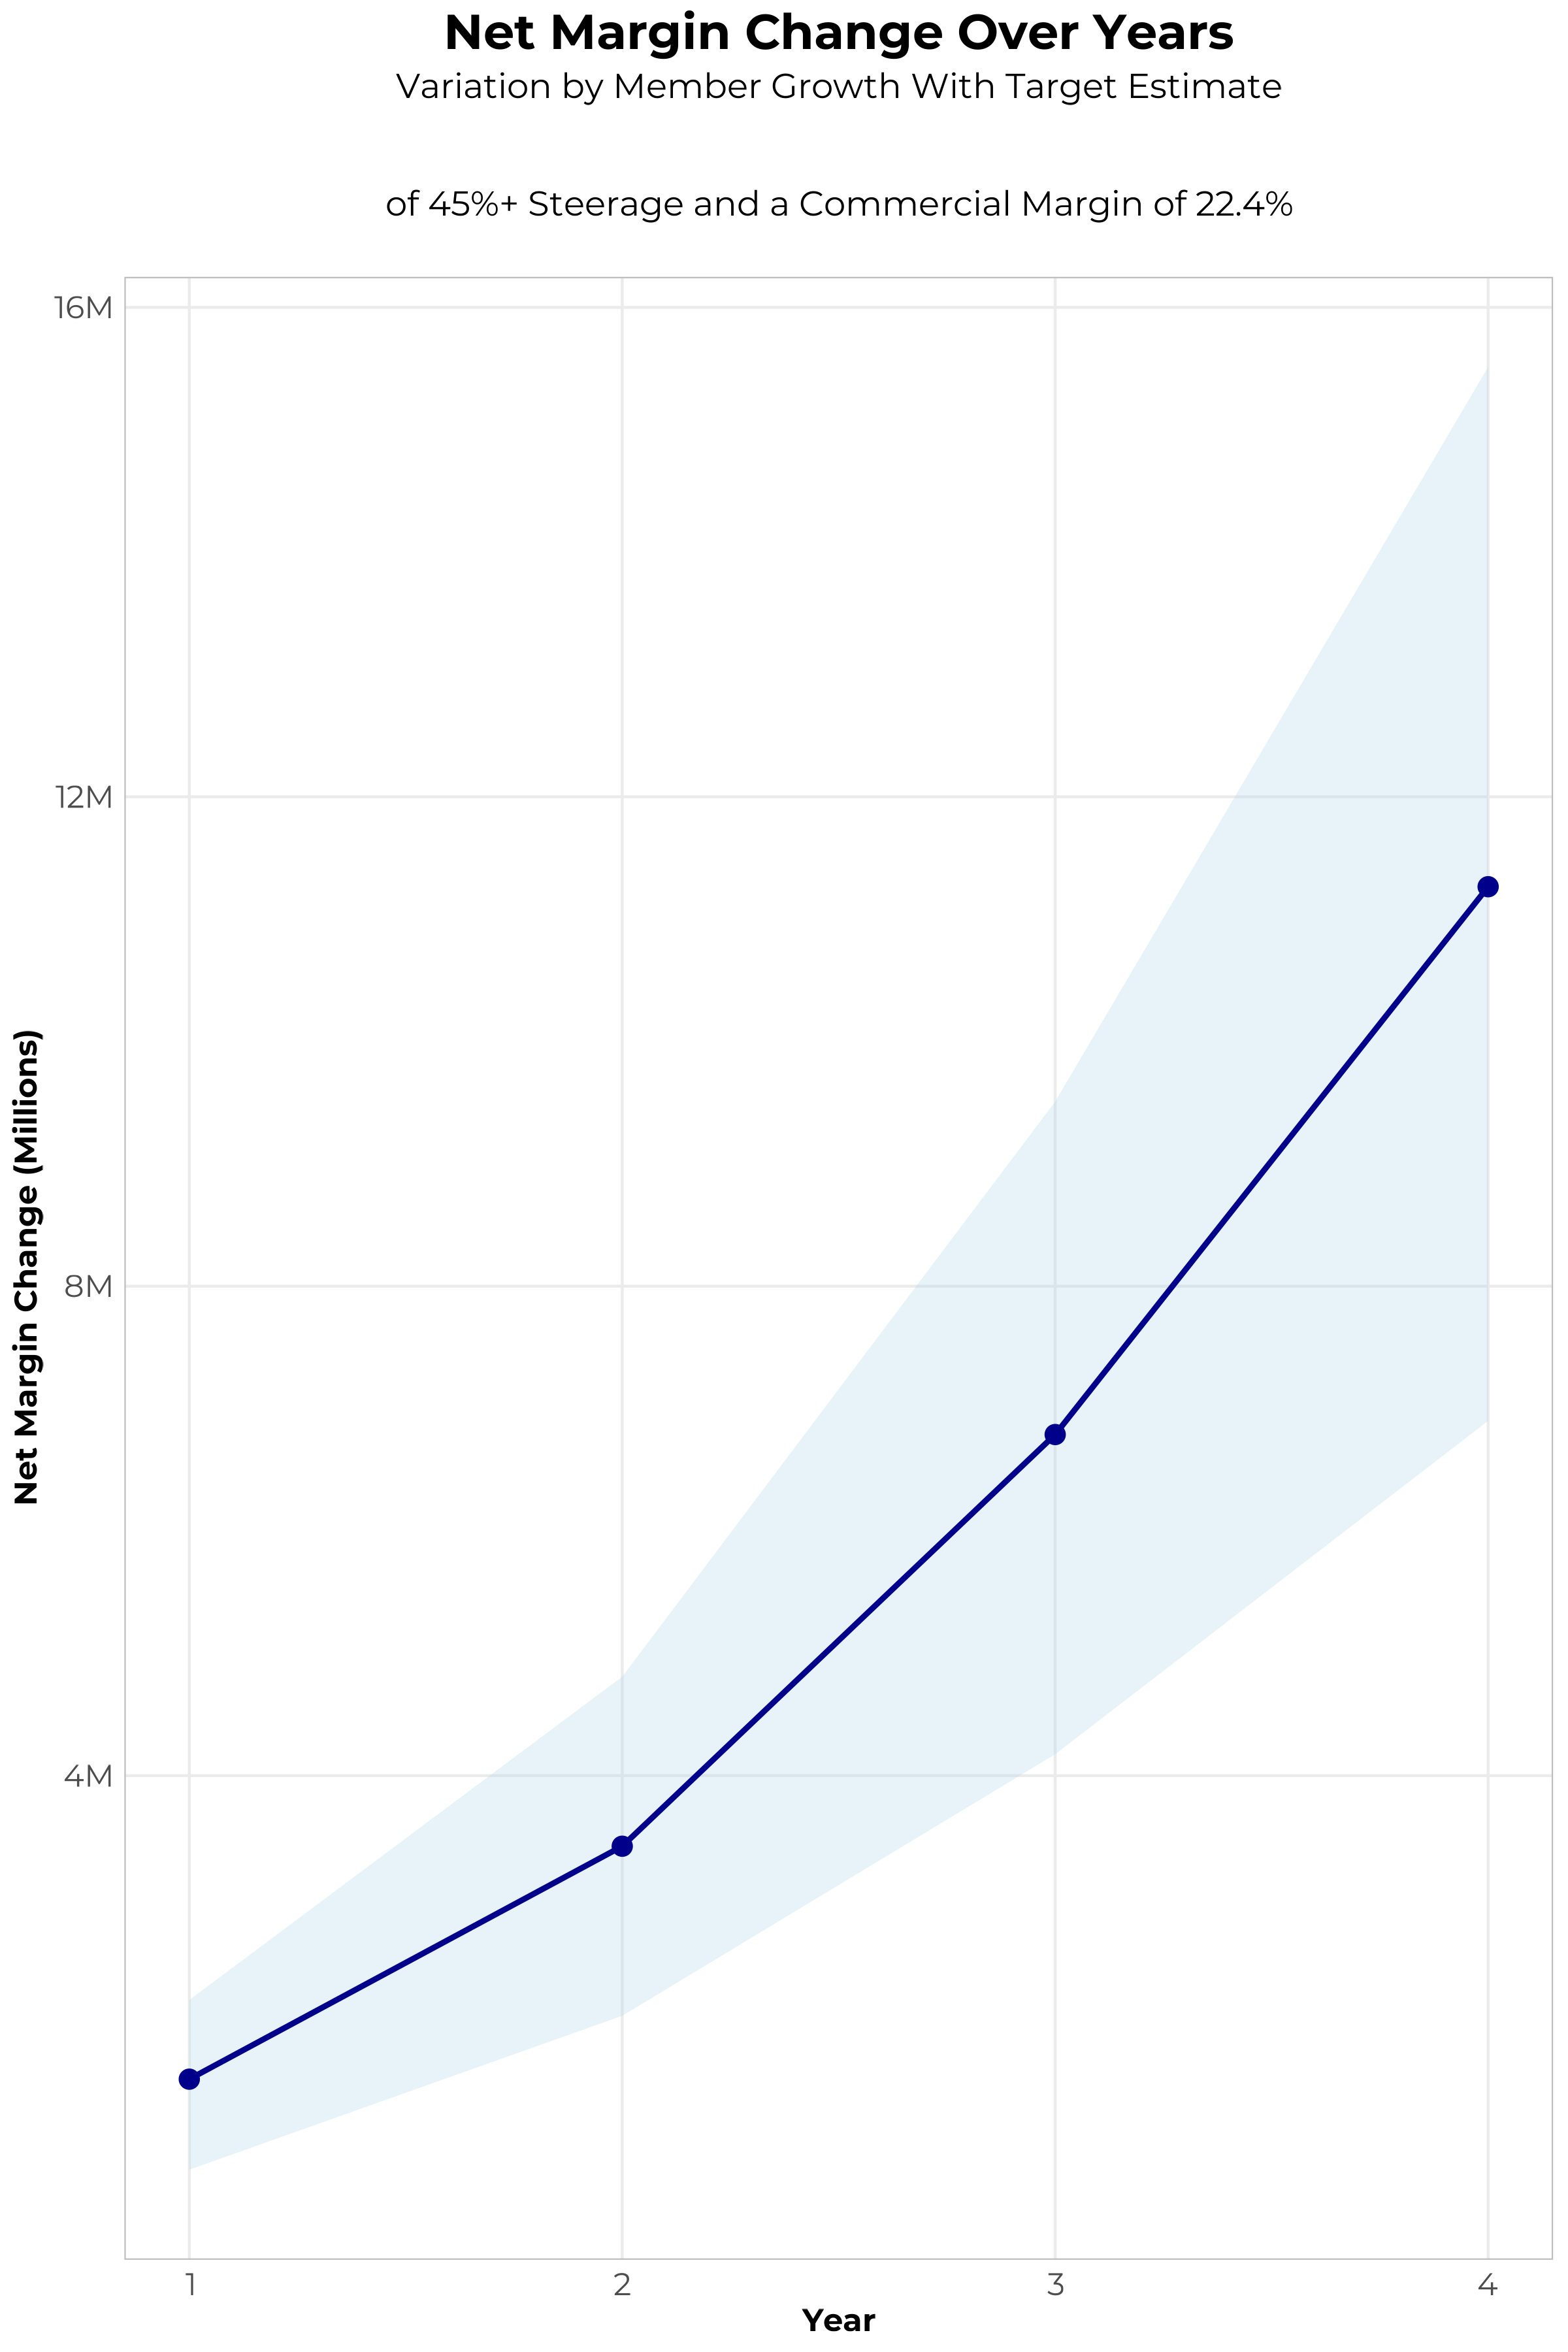 Net Margin Change Over Years
Variation by Member Growth With Target Estimate
of 45%+ Steerage and a Commercial Margin of 22.4%
16M
12M
8M
4M
Net Margin Change (Millions)
1
2
3
4
Year